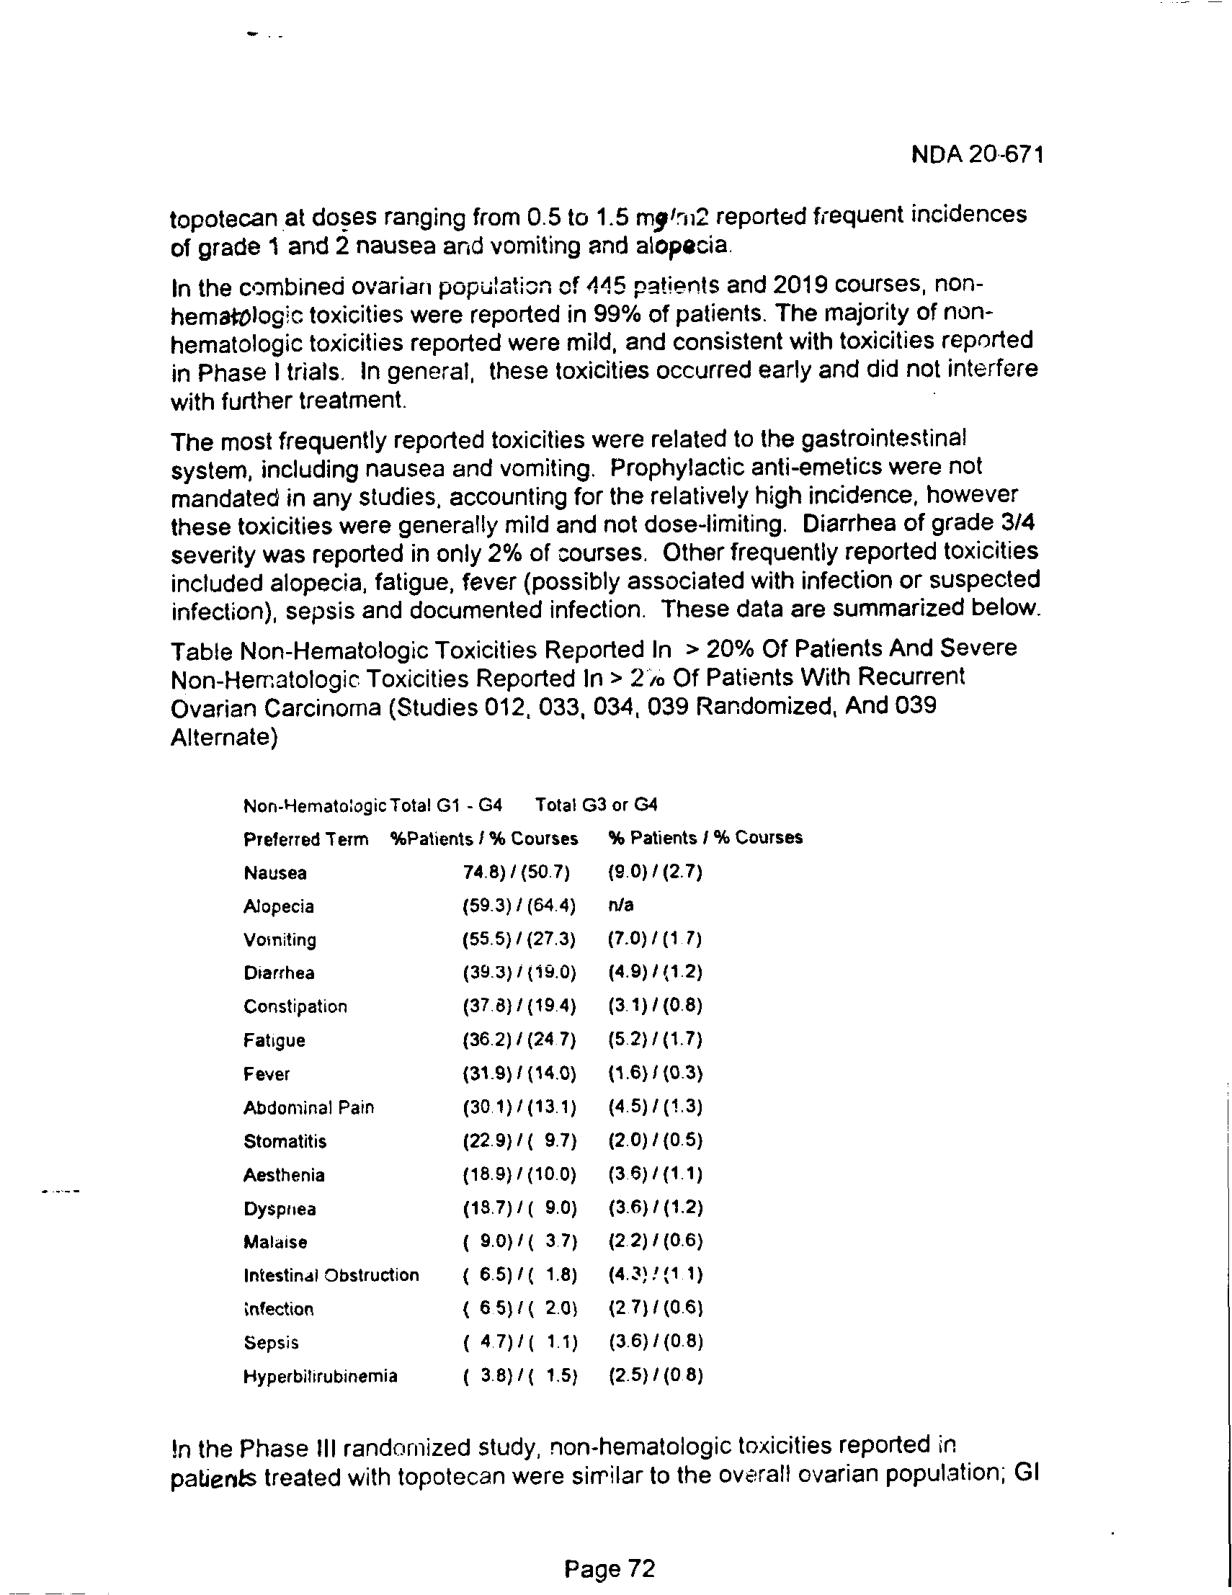 NDA 20-671
topotecan at doses ranging from 0.5 to 1.5 mg/m2 reported frequent incidences
of grade 1 and 2 nausea and vomiting and alopecia.
In the combined ovarian population of 445 patients and 2019 courses, non-
hematologic toxicities were reported in 99% of patients. The majority of non-
hematologic toxicities reported were mild, and consistent with toxicities reported
in Phase I trials. In general, these toxicities occurred early and did not interfere
with further treatment.
The most frequently reported toxicities were related to the gastrointestinal
system, including nausea and vomiting. Prophylactic anti-emetics were not
mandated in any studies, accounting for the relatively high incidence, however
these toxicities were generally mild and not dose-limiting. Diarrhea of grade 3/4
severity was reported in only 2% of courses. Other frequently reported toxicities
included alopecia, fatigue, fever (possibly associated with infection or suspected
infection), sepsis and documented infection. These data are summarized below.
Table Non-Hematologic Toxicities Reported In > 20% Of Patients And Severe
Non-Hematologic Toxicities Reported In > 2% Of Patients With Recurrent
Ovarian Carcinoma (Studies 012, 033, 034, 039 Randomized, And 039
Alternate)
Non-Hematologic Total G1 - G4 Total G3 or G4
Preferred Term %Patients / % Courses % Patients / % Courses
Nausea 74.8) / (50.7) (9.0) / (2.7)
Alopecia (59.3) / (64.4) n/a
Vomiting (55.5) / (27.3) (7.0) / (1.7)
Diarrhea (39.3) / (19.0) (4.9) / (1.2)
Constipation (37.8) / (19.4) (3.1) / (0.8)
Fatigue (36.2) / (24.7) (5.2) / (1.7)
Fever (31.9) / (14.0) (1.6) / (0.3)
Abdominal Pain (30.1) / (13.1) (4.5) / (1.3)
Stomatitis (22.9) / ( 9.7) (2.0) / (0.5)
Aesthenia (18.9) / (10.0) (3.6) / (1.1)
Dyspnea (18.7) / ( 9.0) (3.6) / (1.2)
Malaise ( 9.0) / ( 3.7) (2.2) / (0.6)
Intestinal Obstruction ( 6.5) / ( 1.8) (4.3) / (1.1)
Infection ( 6.5) / ( 2.0) (2.7) / (0.6)
Sepsis ( 4.7) / ( 1.1) (3.6) / (0.8)
Hyperbilirubinemia ( 3.8) / ( 1.5) (2.5) / (0.8)
In the Phase III randomized study, non-hematologic toxicities reported in
patients treated with topotecan were similar to the overall ovarian population; GI
Page 72